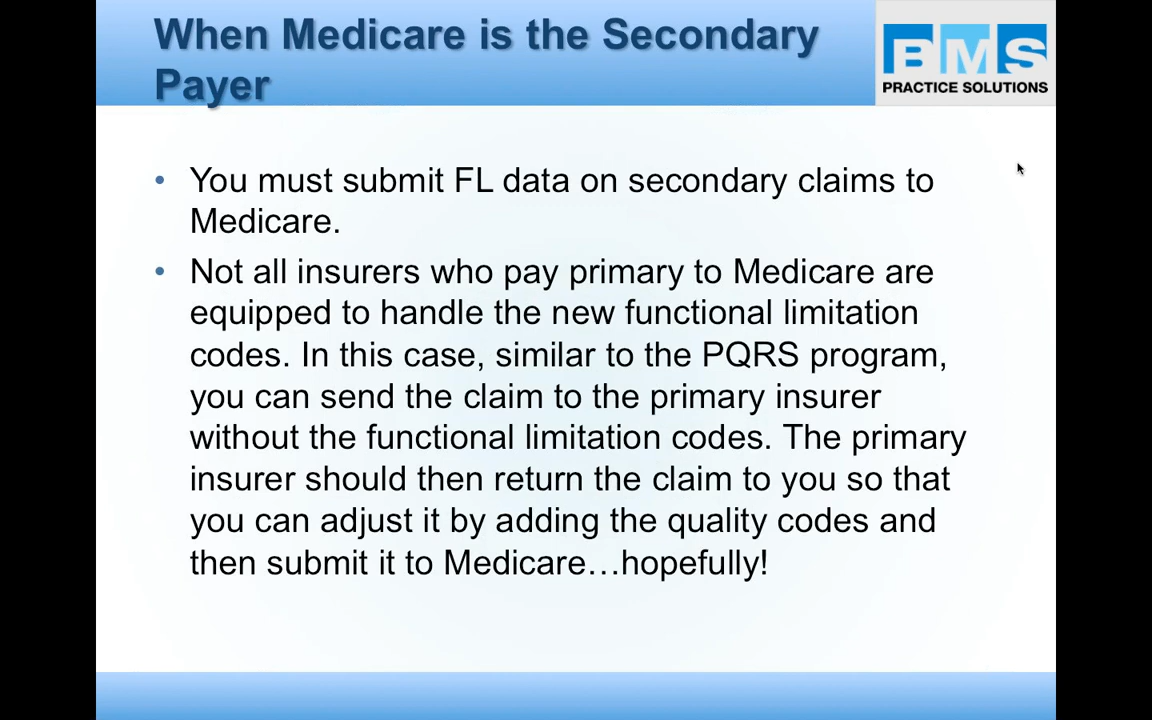 When Medicare is the Secondary
Payer
BMS
PRACTICE SOLUTIONS
• You must submit FL data on secondary claims to
Medicare.
• Not all insurers who pay primary to Medicare are
equipped to handle the new functional limitation
codes. In this case, similar to the PQRS program,
you can send the claim to the primary insurer
without the functional limitation codes. The primary
insurer should then return the claim to you so that
you can adjust it by adding the quality codes and
then submit it to Medicare…hopefully!